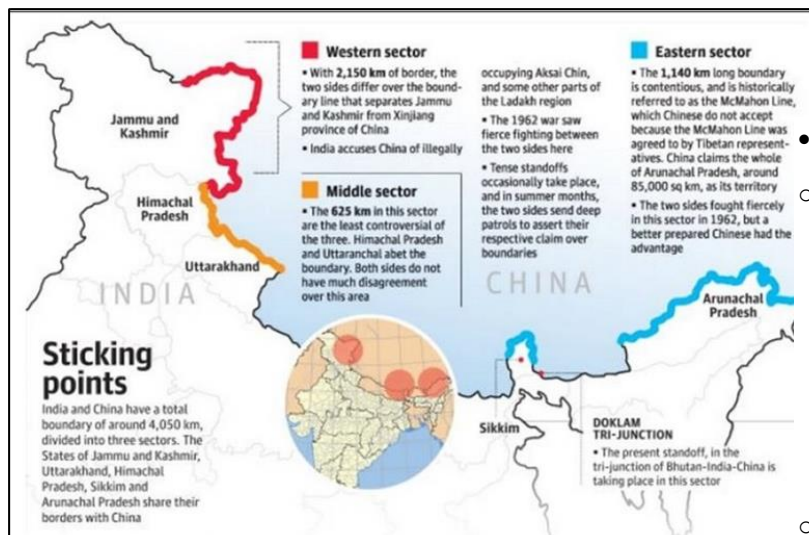 Western sector
▪ With 2,150 km of border, the
two sides differ over the bound-
ary line that separates Jammu
and Kashmir from Xinjiang
province of China
▪ India accuses China of illegally
occupying Aksai Chin,
and some other parts of
the Ladakh region
▪ The 1962 war saw
fierce fighting between
the two sides here
▪ Tense standoffs
occasionally take place,
and in summer months,
the two sides send deep
patrols to assert their
respective claim over
boundaries
Eastern sector
▪ The 1,140 km long boundary
is contentious, and is historically
referred to as the McMahon Line,
which Chinese do not accept
because the McMahon Line was
agreed to by Tibetan represent-
atives. China claims the whole
of Arunachal Pradesh, around
85,000 sq km, as its territory
▪ The two sides fought fiercely
in this sector in 1962, but a
better prepared Chinese had the
advantage
Middle sector
▪ The 625 km in this sector
are the least controversial of
the three. Himachal Pradesh
and Uttaranchal abet the
boundary. Both sides do not
have much disagreement
over this area
Jammu and
Kashmir
Himachal
Pradesh
Uttarakhand
INDIA
CHINA
Arunachal
Pradesh
Sikkim
Sticking
points
India and China have a total
boundary of around 4,050 km,
divided into three sectors. The
States of Jammu and Kashmir,
Uttarakhand, Himachal
Pradesh, Sikkim and
Arunachal Pradesh share their
borders with China
DOKLAM
TRI-JUNCTION
▪ The present standoff, in the
tri-junction of Bhutan-India-China is
taking place in this sector